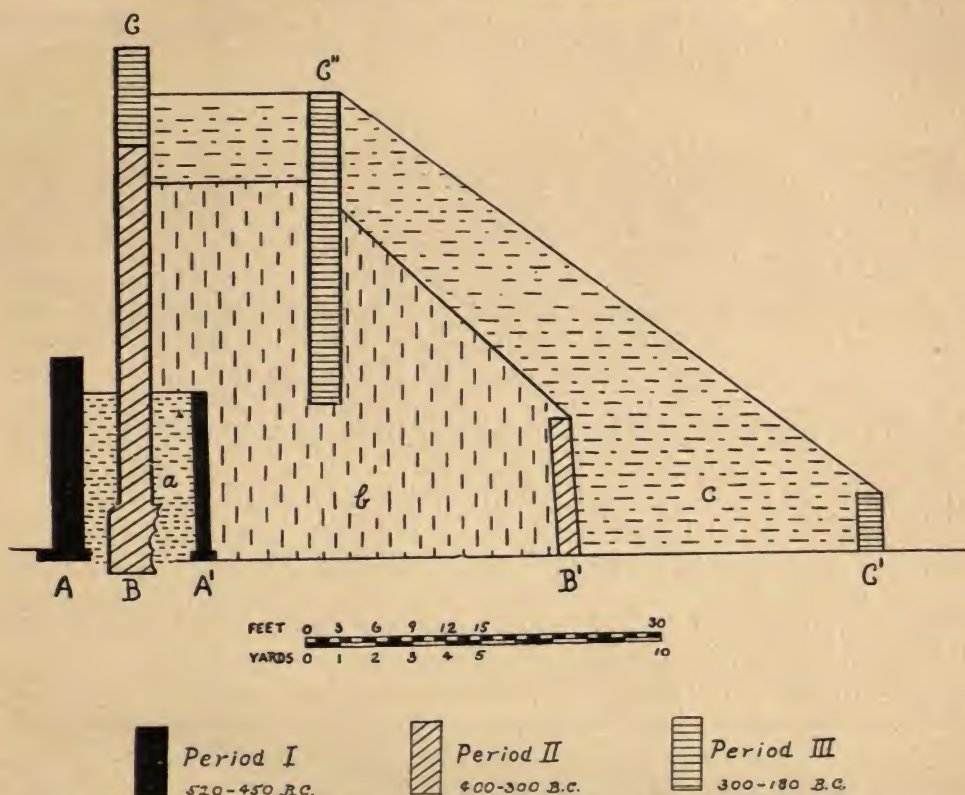 C
C"
a
b
c
A B A' B' C'
FEET 0 3 6 9 12 15 30
YARDS 0 1 2 3 4 5 10
Period I Period II Period III
520-450 B.C. 400-300 B.C. 300-180 B.C.